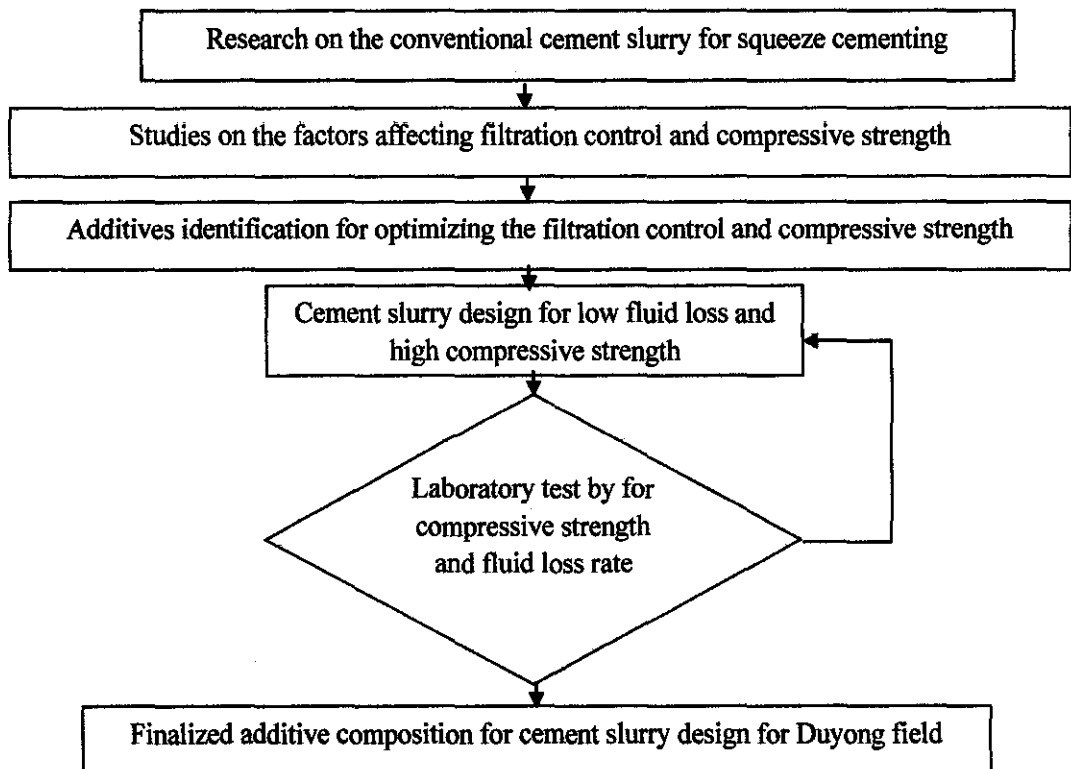 Research on the conventional cement slurry for squeeze cementing
Studies on the factors affecting filtration control and compressive strength
Additives identification for optimizing the filtration control and compressive strength
Cement slurry design for low fluid loss and
high compressive strength
Laboratory test by for
compressive strength
and fluid loss rate
Finalized additive composition for cement slurry design for Duyong field